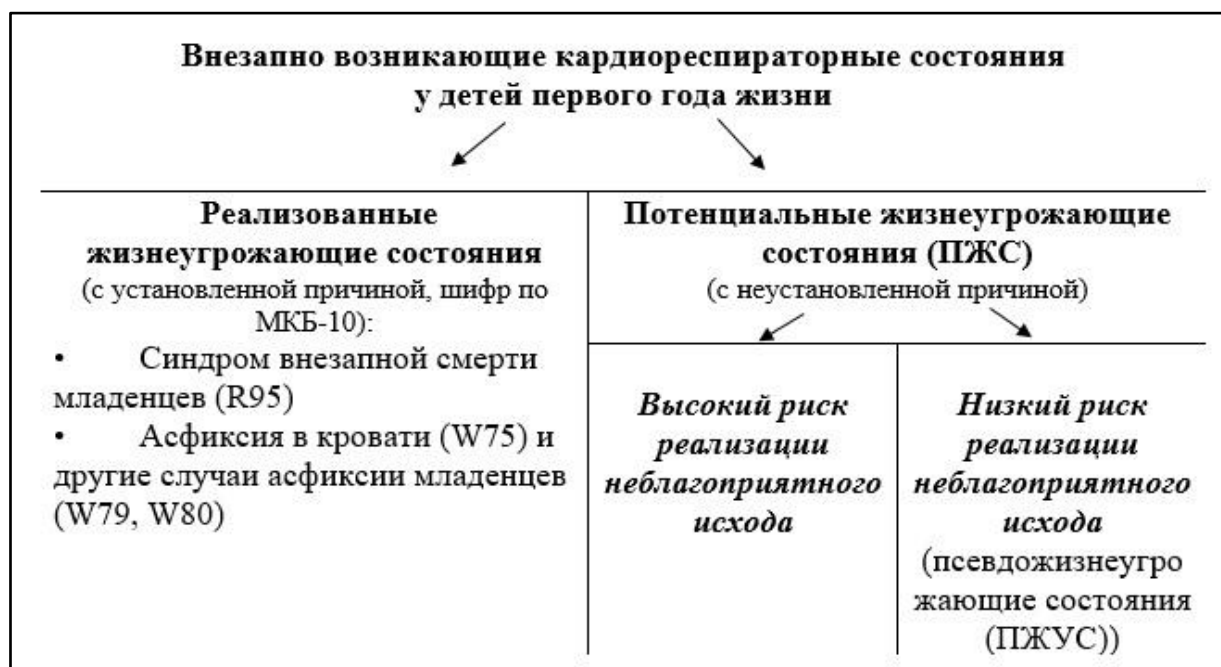 Внезапно возникающие кардиореспираторные состояния
у детей первого года жизни
Реализованные
жизнеугрожающие состояния
(с установленной причиной, шифр по
МКБ-10):
• Синдром внезапной смерти
младенцев (R95)
• Асфиксия в кровати (W75) и
другие случаи асфиксии младенцев
(W79, W80)
Потенциальные жизнеугрожающие
состояния (ПЖС)
(с неустановленной причиной)
Высокий риск
реализации
неблагоприятного
исхода
Низкий риск
реализации
неблагоприятного
исхода
(псевдожизнеугро
жающие состояния
(ПЖУС))